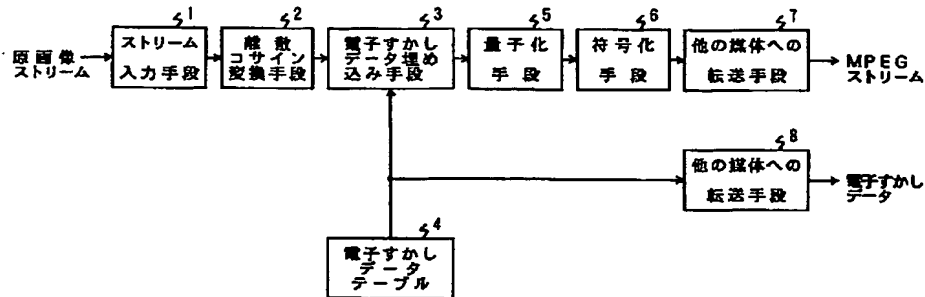 原画像
ストリーム
1
ストリーム
入力手段
2
離散
コサイン
変換手段
3
電子すかし
データ埋め
込み手段
5
量子化
手段
6
符号化
手段
7
他の媒体への
転送手段
MPEG
ストリーム
8
他の媒体への
転送手段
電子すかし
データ
4
電子すかし
データ
テーブル